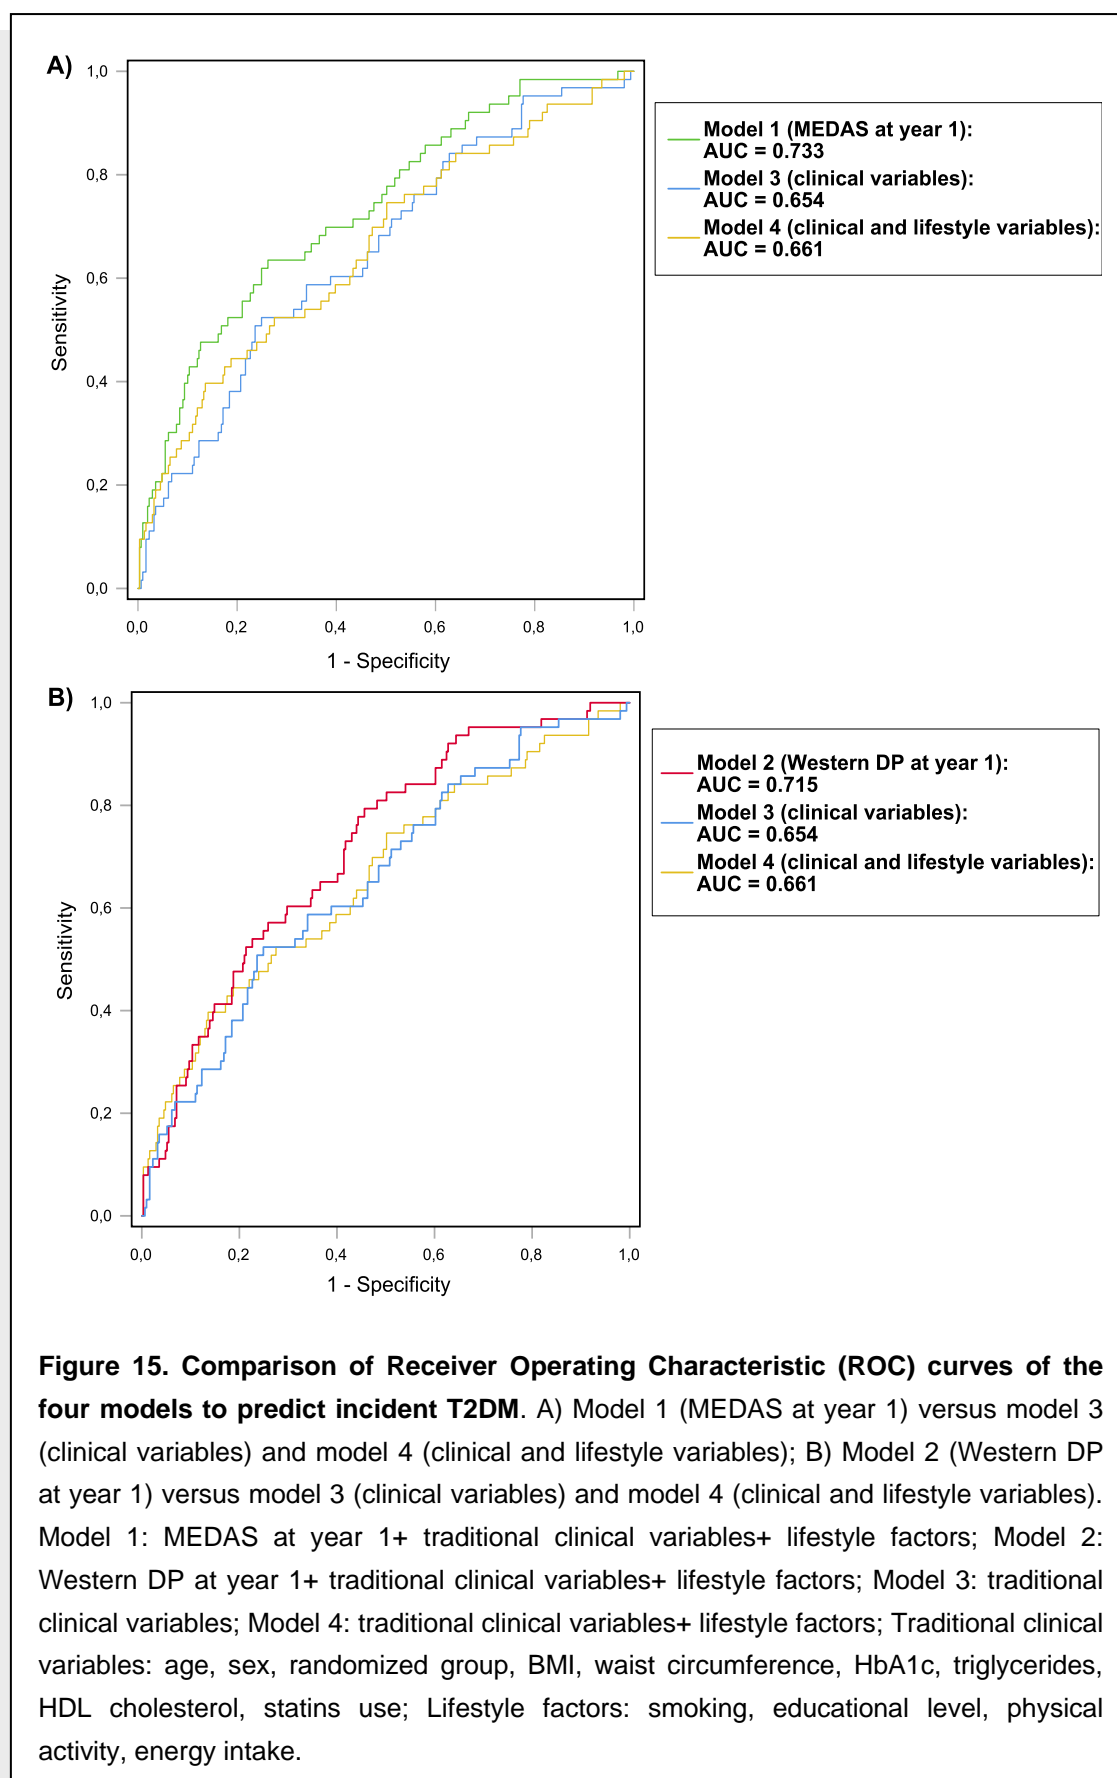 A)
1,0
0,8
0,6
0,4
0,2
0,0
Sensitivity
0,0 0,2 0,4 0,6 0,8 1,0
1 - Specificity
Model 1 (MEDAS at year 1):
AUC = 0.733
Model 3 (clinical variables):
AUC = 0.654
Model 4 (clinical and lifestyle variables):
AUC = 0.661
B)
1,0
0,8
0,6
0,4
0,2
0,0
Sensitivity
0,0 0,2 0,4 0,6 0,8 1,0
1 - Specificity
Model 2 (Western DP at year 1):
AUC = 0.715
Model 3 (clinical variables):
AUC = 0.654
Model 4 (clinical and lifestyle variables):
AUC = 0.661
Figure 15. Comparison of Receiver Operating Characteristic (ROC) curves of the
four models to predict incident T2DM. A) Model 1 (MEDAS at year 1) versus model 3
(clinical variables) and model 4 (clinical and lifestyle variables); B) Model 2 (Western DP
at year 1) versus model 3 (clinical variables) and model 4 (clinical and lifestyle variables).
Model 1: MEDAS at year 1+ traditional clinical variables+ lifestyle factors; Model 2:
Western DP at year 1+ traditional clinical variables+ lifestyle factors; Model 3: traditional
clinical variables; Model 4: traditional clinical variables+ lifestyle factors; Traditional clinical
variables: age, sex, randomized group, BMI, waist circumference, HbA1c, triglycerides,
HDL cholesterol, statins use; Lifestyle factors: smoking, educational level, physical
activity, energy intake.